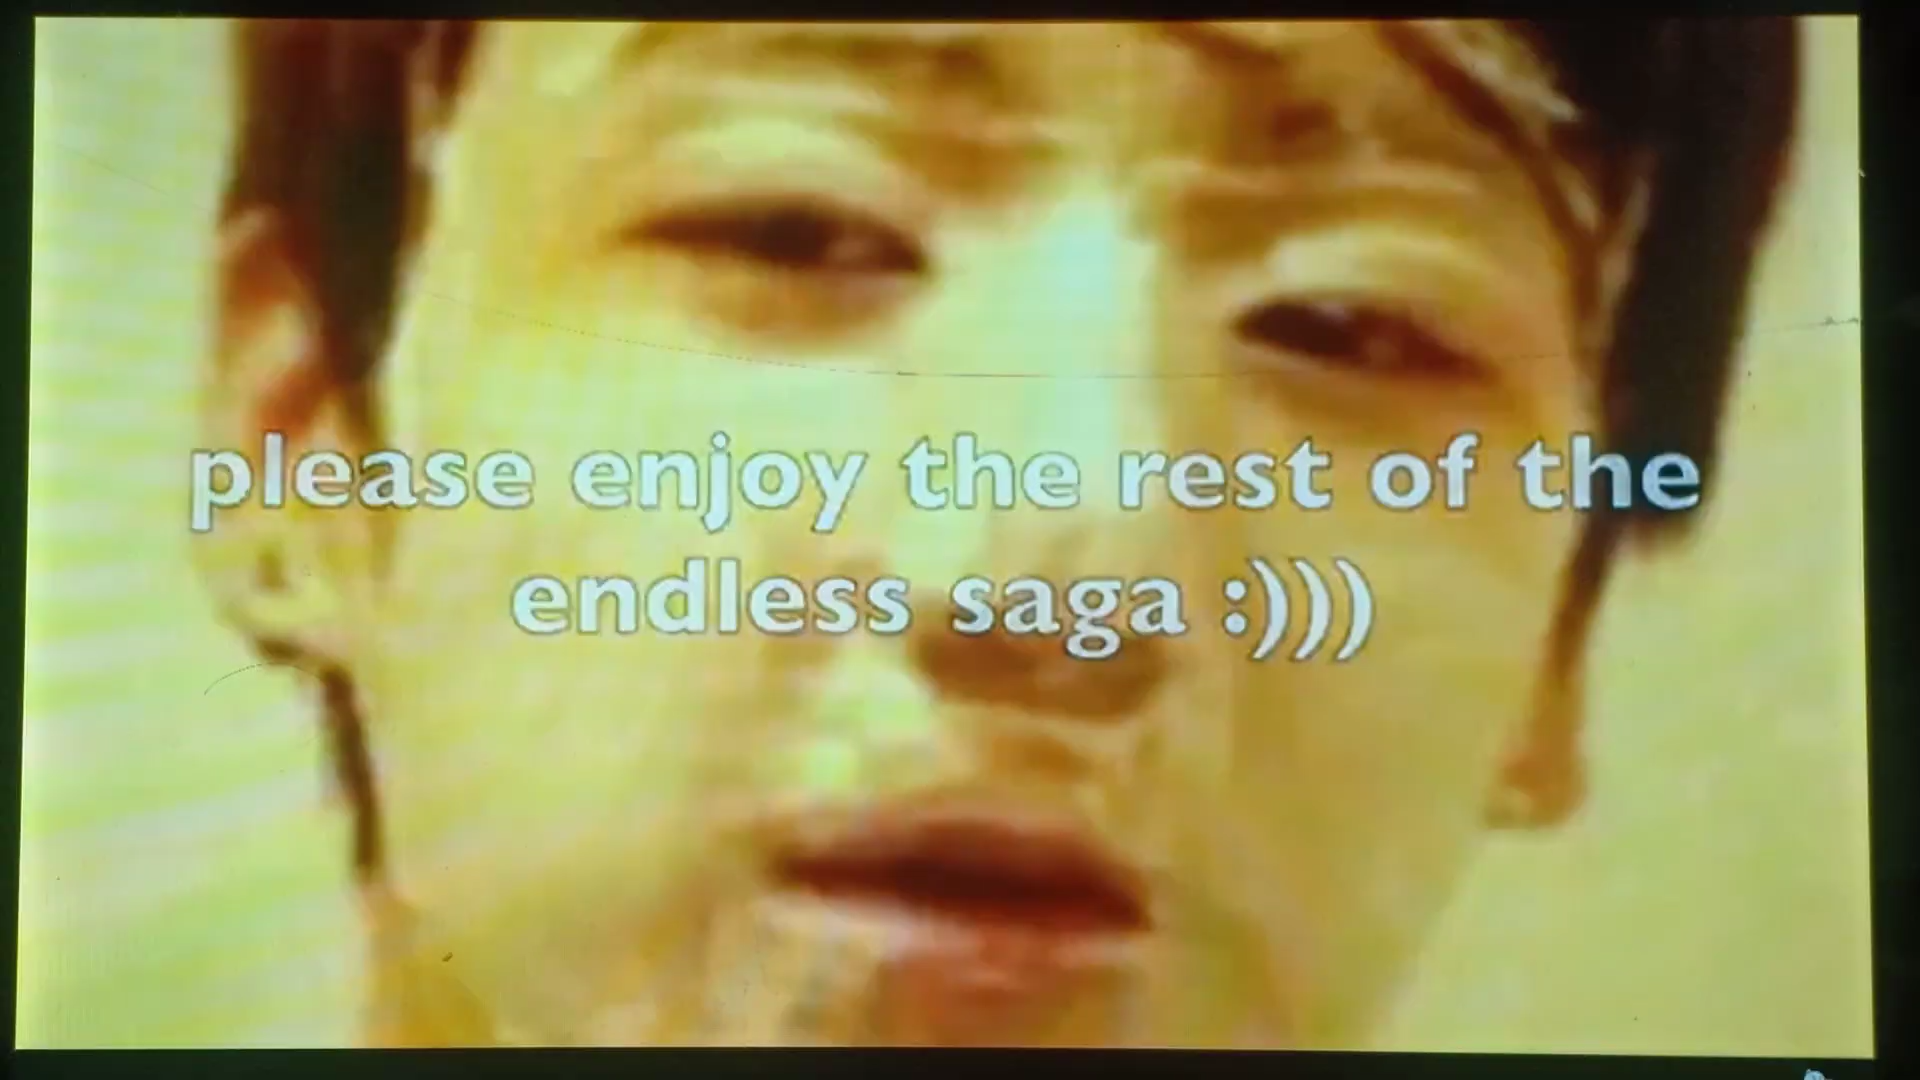 please enjoy the rest of the
endless saga :)))